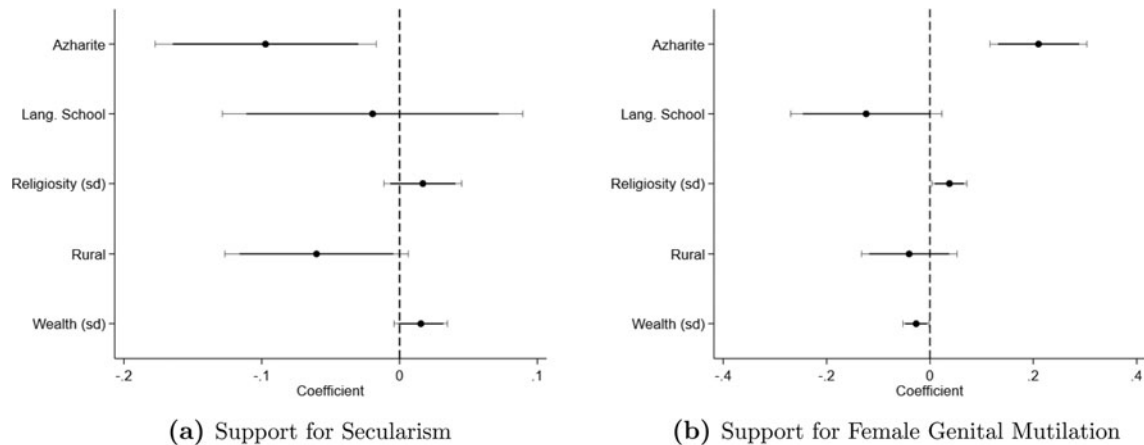 Azharite
Lang. School
Religiosity (sd)
Rural
Wealth (sd)
-.2 -.1 0 .1
Coefficient
(a) Support for Secularism
Azharite
Lang. School
Religiosity (sd)
Rural
Wealth (sd)
-.4 -.2 0 .2 .4
Coefficient
(b) Support for Female Genital Mutilation